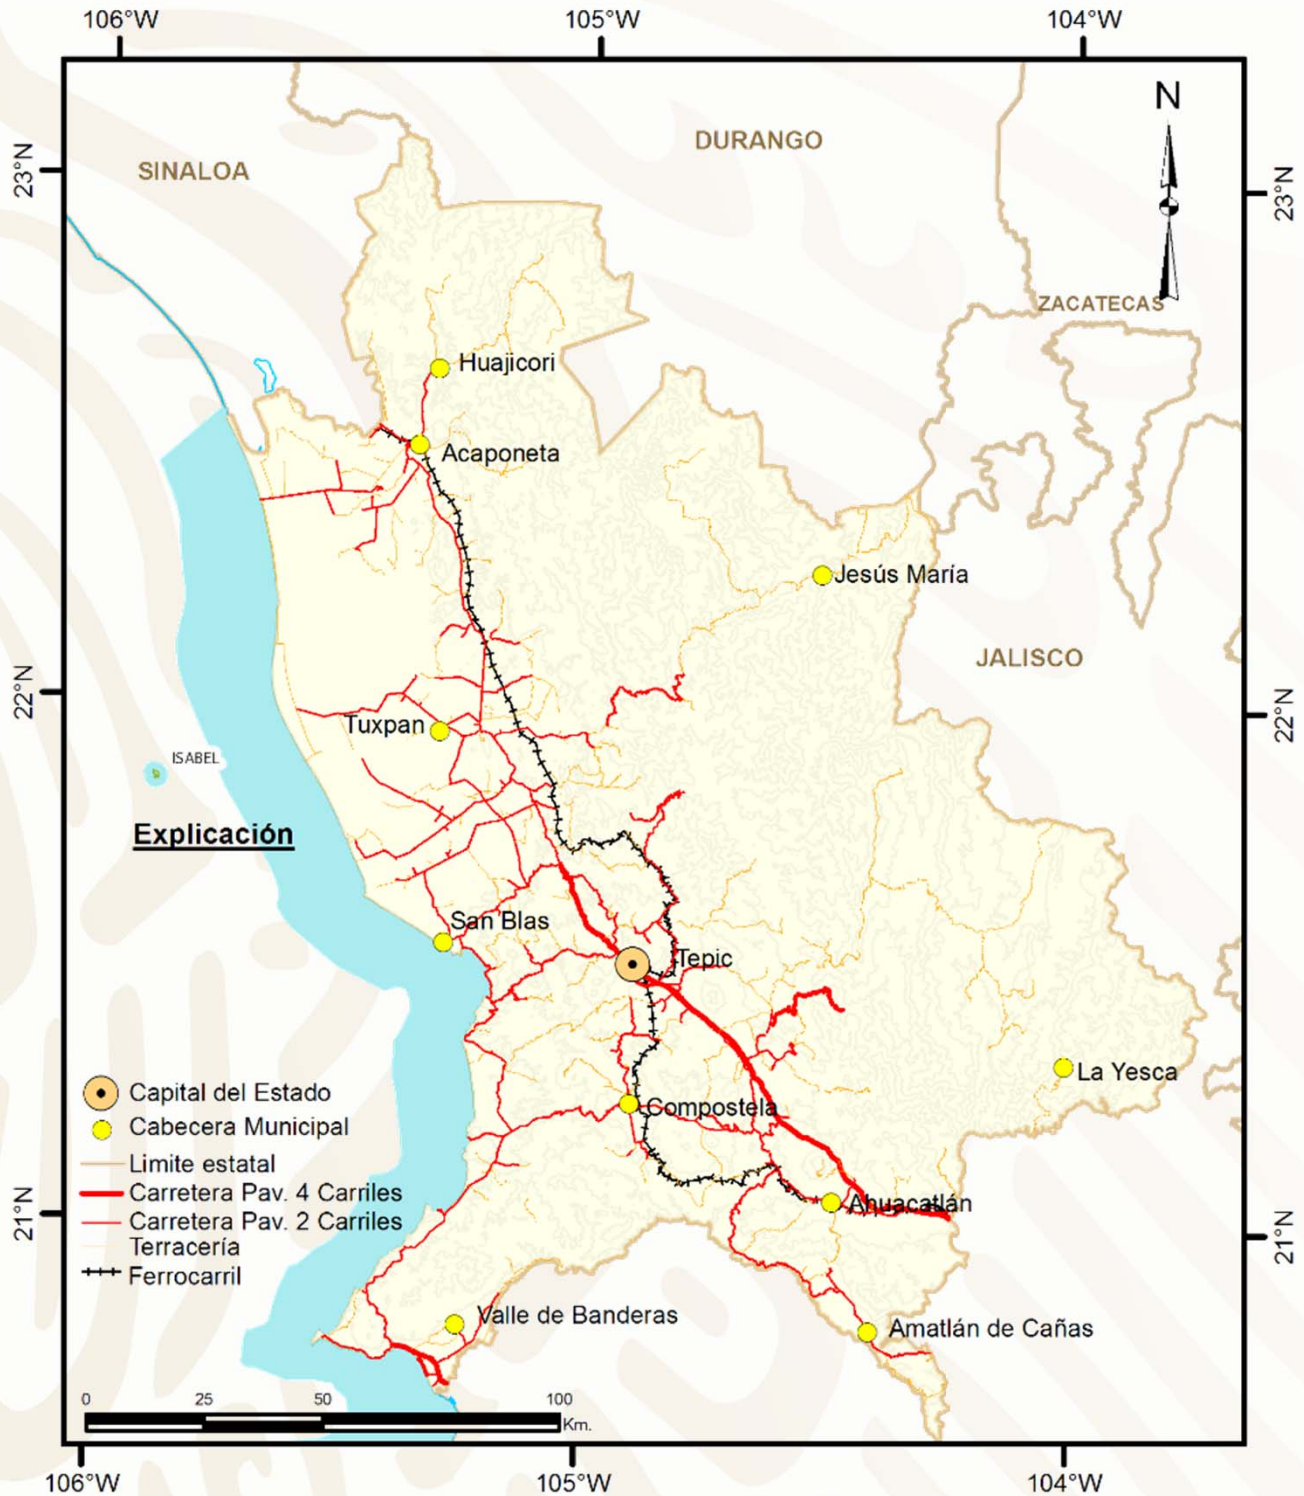 106°W 105°W 104°W
N
DURANGO
SINALOA
23°N
23°N
ZACATECAS
Huajicori
Acaponeta
Jesús María
JALISCO
22°N
22°N
Tuxpan
ISABEL
Explicación
San Blas
Tepic
La Yesca
Capital del Estado
Compostela
Cabecera Municipal
Limite estatal
Carretera Pav. 4 Carriles
Ahuacatlán
21°N
Carretera Pav. 2 Carriles
21°N
Terracería
Ferrocarril
Valle de Banderas
Amatlán de Cañas
0 25 50 100
Km.
106°W 105°W 104°W